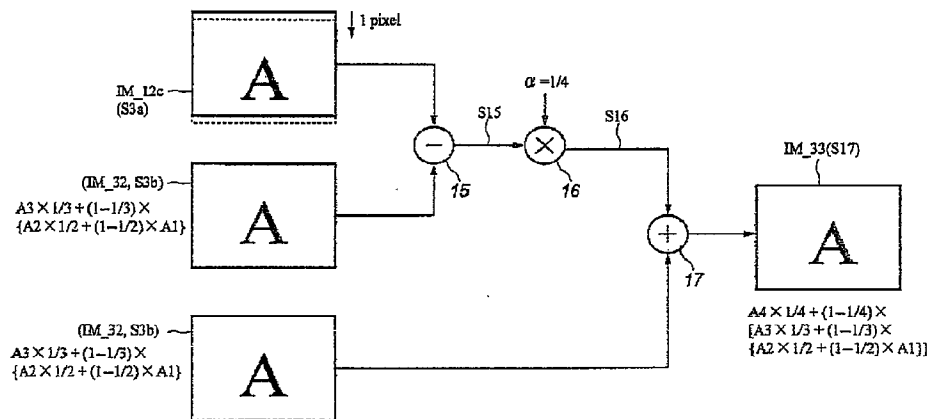 1 pixel
A
IM_12c
(S3a)
α=1/4
S15
S16
−
×
15
16
IM_33(S17)
(IM_32, S3b)
A3×1/3+(1−1/3)×
{A2×1/2+(1−1/2)×A1}
A
+
17
A
(IM_32, S3b)
A3×1/3+(1−1/3)×
{A2×1/2+(1−1/2)×A1}
A
A4×1/4+(1−1/4)×
[A3×1/3+(1−1/3)×
{A2×1/2+(1−1/2)×A1}]